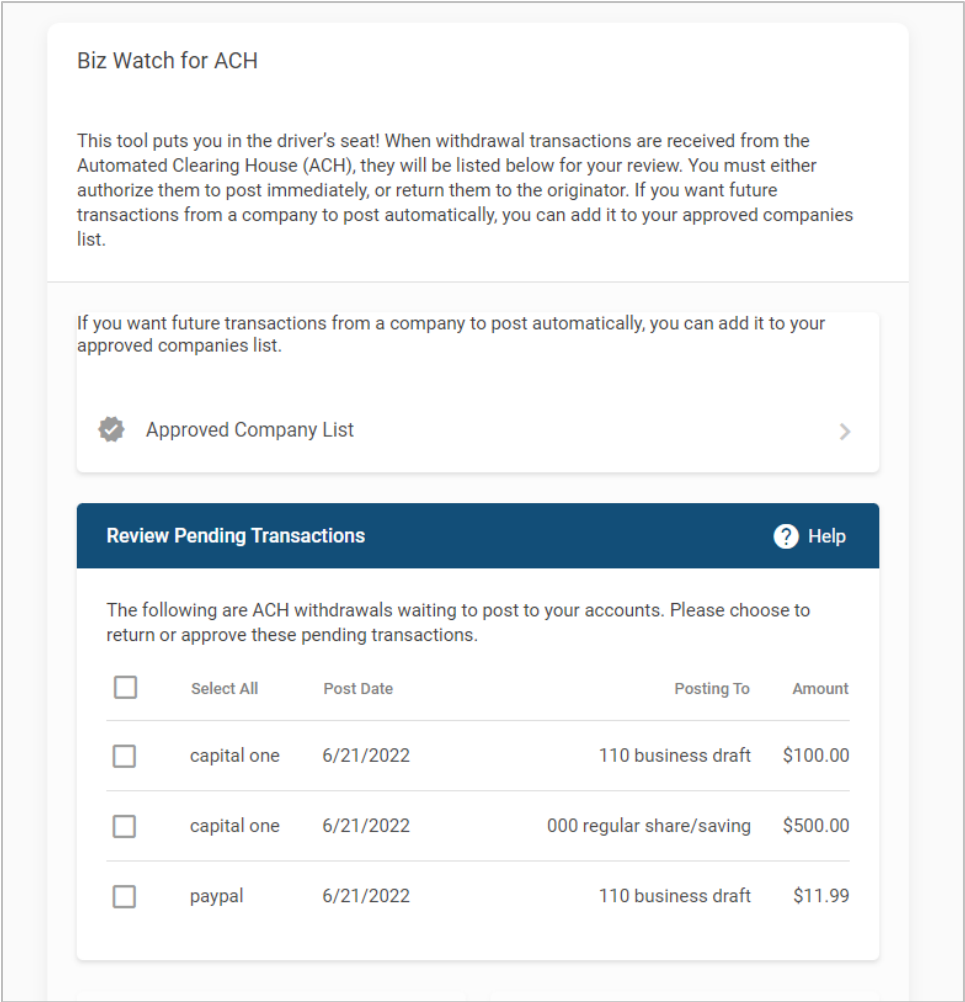 Biz Watch for ACH
This tool puts you in the driver’s seat! When withdrawal transactions are received from the
Automated Clearing House (ACH), they will be listed below for your review. You must either
authorize them to post immediately, or return them to the originator. If you want future
transactions from a company to post automatically, you can add it to your approved companies
list.
If you want future transactions from a company to post automatically, you can add it to your
approved companies list.
Approved Company List
Review Pending Transactions ? Help
The following are ACH withdrawals waiting to post to your accounts. Please choose to
return or approve these pending transactions.
Select All Post Date Posting To Amount
capital one 6/21/2022 110 business draft $100.00
capital one 6/21/2022 000 regular share/saving $500.00
paypal 6/21/2022 110 business draft $11.99